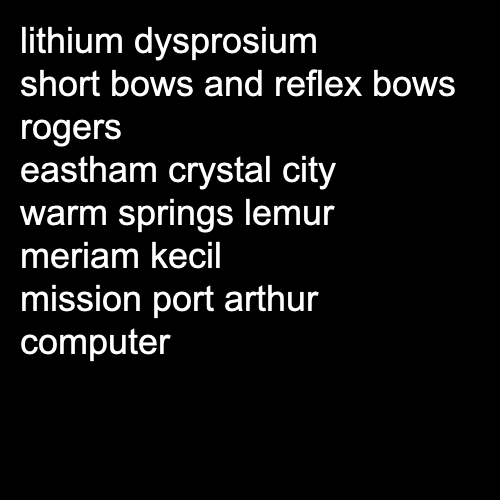 lithium dysprosium
short bows and reflex bows
rogers
eastham crystal city
warm springs lemur
meriam kecil
mission port arthur
computer